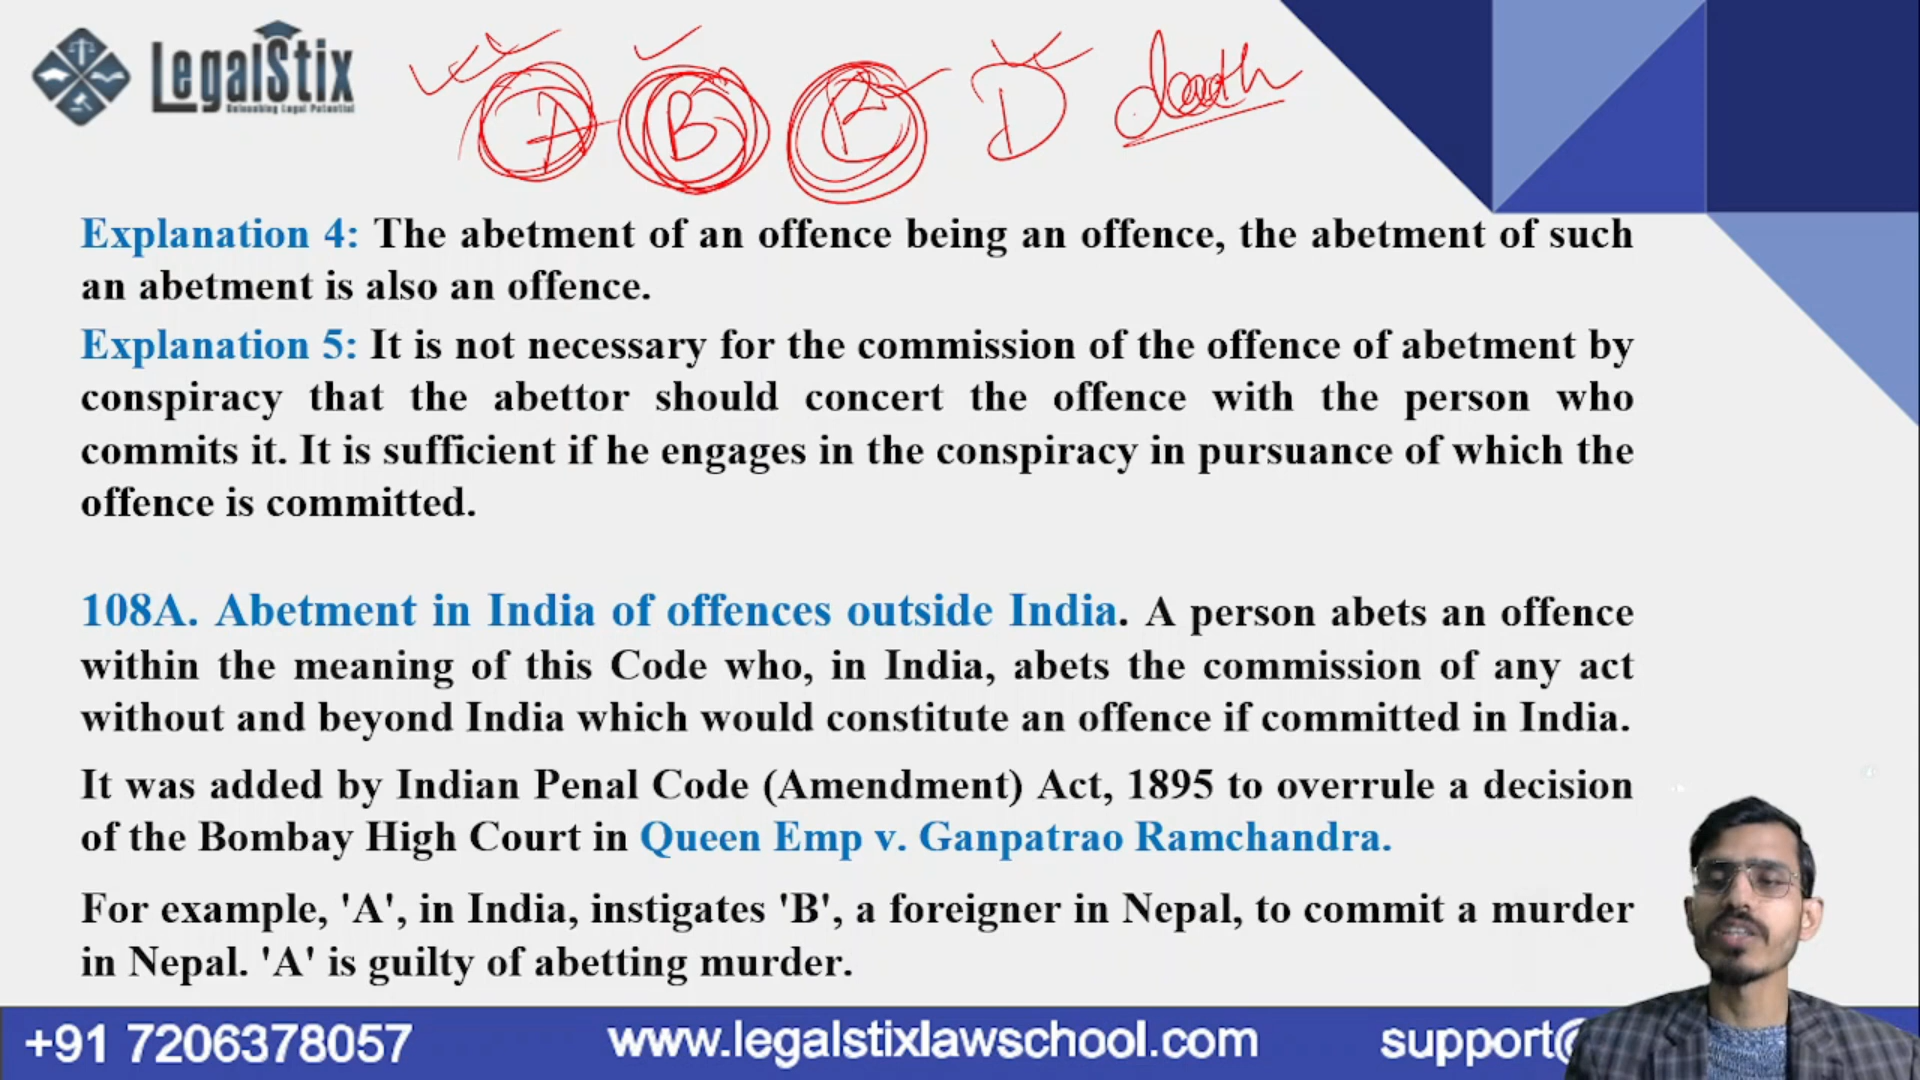 LegalStix
Unlocking Legal Potential
A B D death
Explanation 4: The abetment of an offence being an offence, the abetment of such
an abetment is also an offence.
Explanation 5: It is not necessary for the commission of the offence of abetment by
conspiracy that the abettor should concert the offence with the person who
commits it. It is sufficient if he engages in the conspiracy in pursuance of which the
offence is committed.
108A. Abetment in India of offences outside India. A person abets an offence
within the meaning of this Code who, in India, abets the commission of any act
without and beyond India which would constitute an offence if committed in India.
It was added by Indian Penal Code (Amendment) Act, 1895 to overrule a decision
of the Bombay High Court in Queen Emp v. Ganpatrao Ramchandra.
For example, 'A', in India, instigates 'B', a foreigner in Nepal, to commit a murder
in Nepal. 'A' is guilty of abetting murder.
+91 7206378057 www.legalstixlawschool.com support@